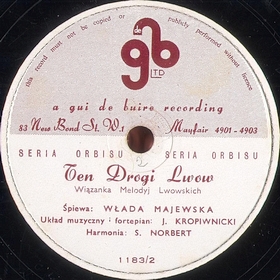 this record must not be copied or publicly performed without licence
de
gb
LTD
a gui de buire recording
83 New Bond St. W.1 Mayfair 4901-4903
SERIA ORBISU SERIA ORBISU
Ten Drogi Lwow
Wiązanka Melodyj Lwowskich
Śpiewa: WŁADA MAJEWSKA
Układ muzyczny i fortepian: J. KROPIWNICKI
Harmonia: S. NORBERT
1183/2